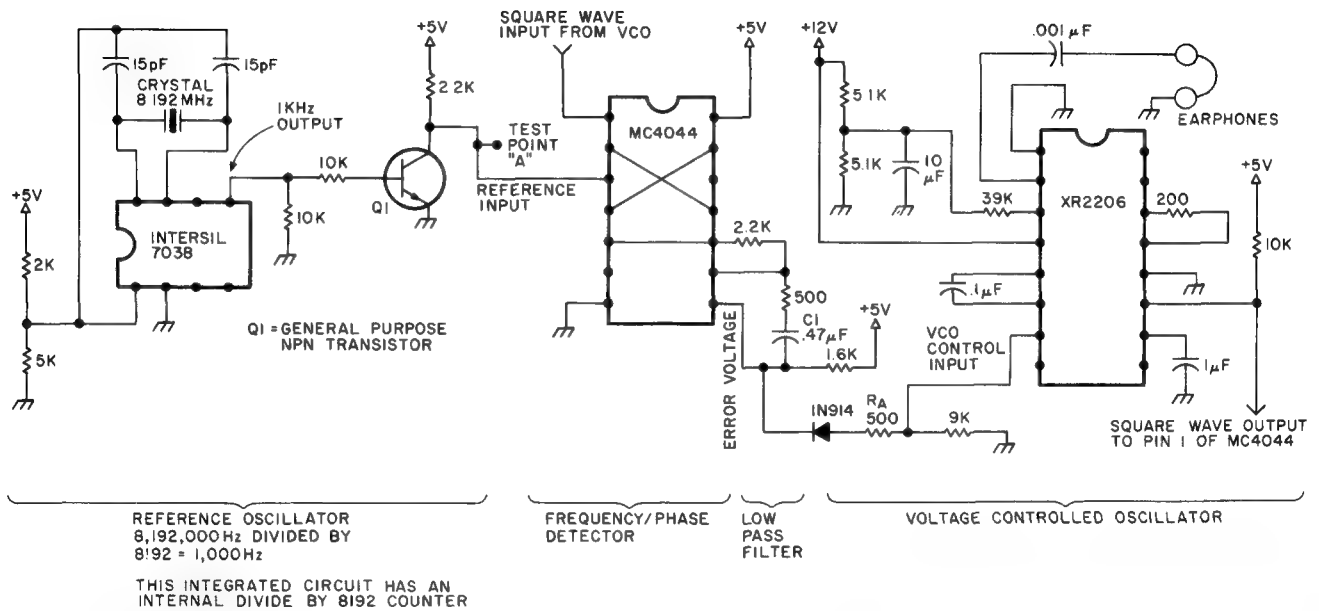 SQUARE WAVE
INPUT FROM VCO
+5V
+5V
+12V
.001µF
15pF
15pF
CRYSTAL
8.192MHz
2.2K
1KHz
OUTPUT
TEST
POINT
"A"
MC4044
5.1K
EARPHONES
10K
Q1
REFERENCE
INPUT
5.1K
10
µF
39K
XR2206
200
+5V
+5V
10K
INTERSIL
7038
10K
2.2K
2K
500
.1µF
C1
.47µF
+5V
Q1 = GENERAL PURPOSE
NPN TRANSISTOR
5K
1.6K
VCO
CONTROL
INPUT
1µF
ERROR VOLTAGE
1N914
RA
500
9K
SQUARE WAVE OUTPUT
TO PIN 1 OF MC4044
REFERENCE OSCILLATOR
8,192,000Hz DIVIDED BY
8192 = 1,000Hz
THIS INTEGRATED CIRCUIT HAS AN
INTERNAL DIVIDE BY 8192 COUNTER
FREQUENCY/PHASE
DETECTOR
LOW
PASS
FILTER
VOLTAGE CONTROLLED OSCILLATOR